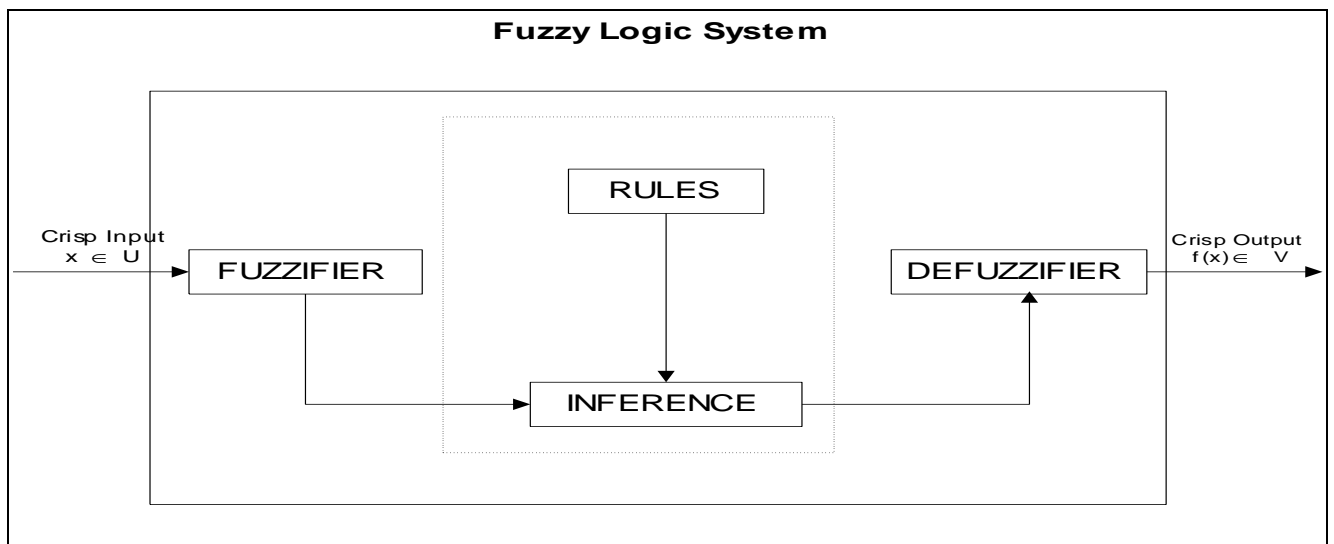 Fuzzy Logic System
RULES
Crisp Input
x ∈ U
FUZZIFIER
DEFUZZIFIER
Crisp Output
f(x)∈ V
INFERENCE